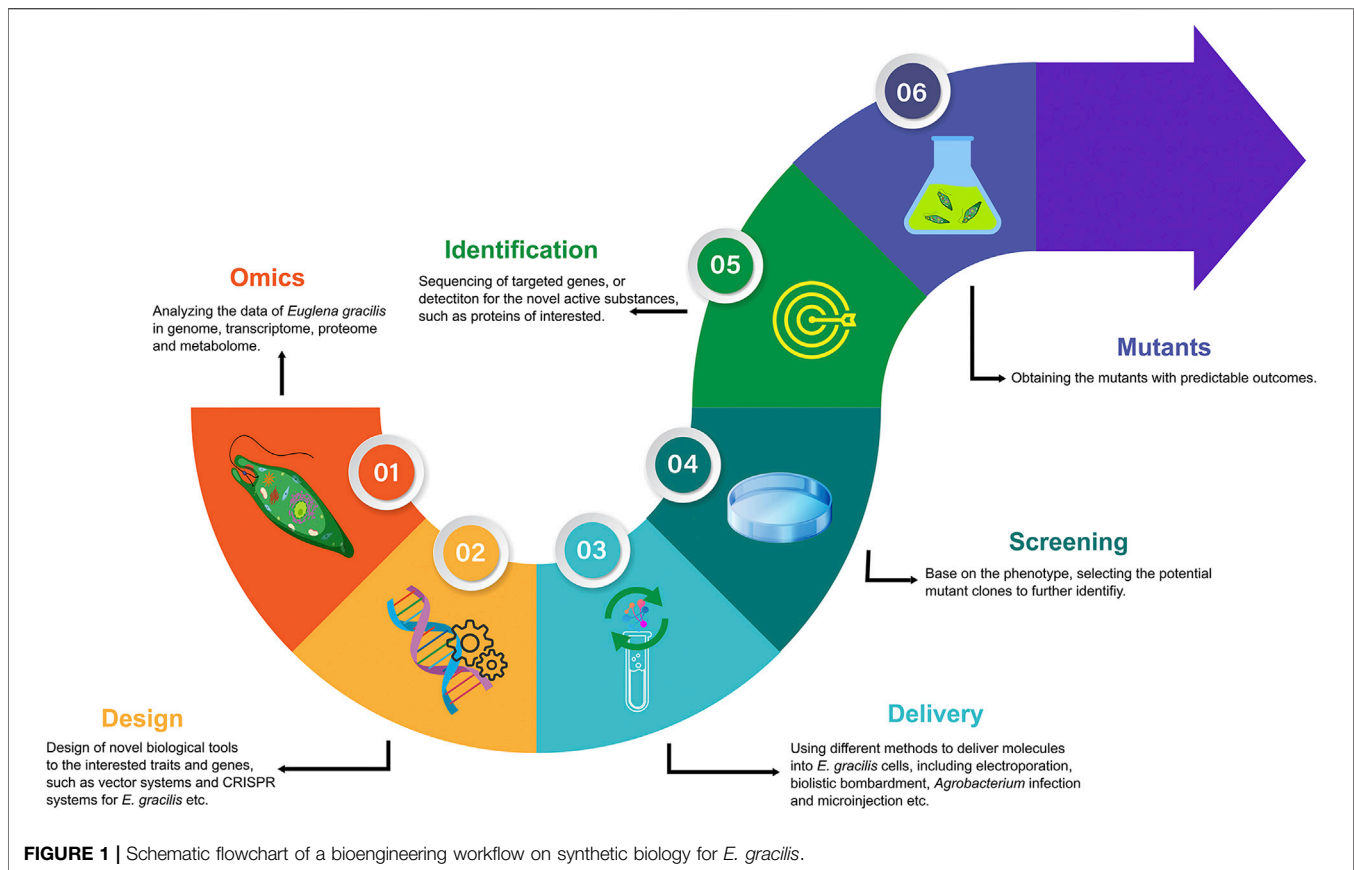 01
Omics
Analyzing the data of Euglena gracilis
in genome, transcriptome, proteome
and metabolome.
02
Design
Design of novel biological tools
to the interested traits and genes,
such as vector systems and CRISPR
systems for E. gracilis etc.
03
Delivery
Using different methods to deliver molecules
into E. gracilis cells, including electroporation,
biolistic bombardment, Agrobacterium infection
and microinjection etc.
04
Screening
Base on the phenotype, selecting the potential
mutant clones to further identifiy.
05
Identification
Sequencing of targeted genes, or
detectiton for the novel active substances,
such as proteins of interested.
06
Mutants
Obtaining the mutants with predictable outcomes.
FIGURE 1 | Schematic flowchart of a bioengineering workflow on synthetic biology for E. gracilis.